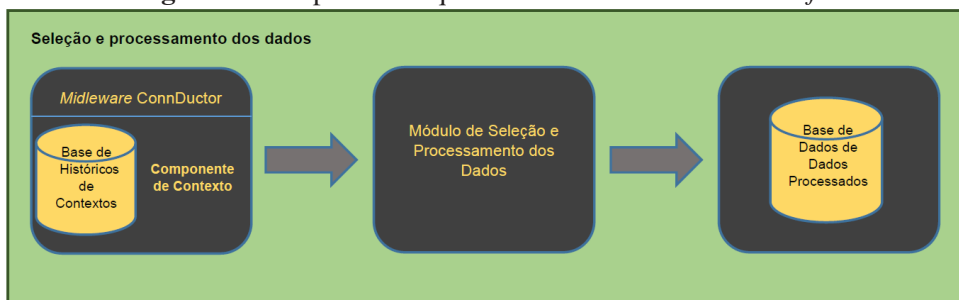 Seleção e processamento dos dados
Midleware ConnDuctor
Base de
Históricos
de
Contextos
Componente
de Contexto
Módulo de Seleção e
Processamento dos
Dados
Base de
Dados de
Dados
Processados